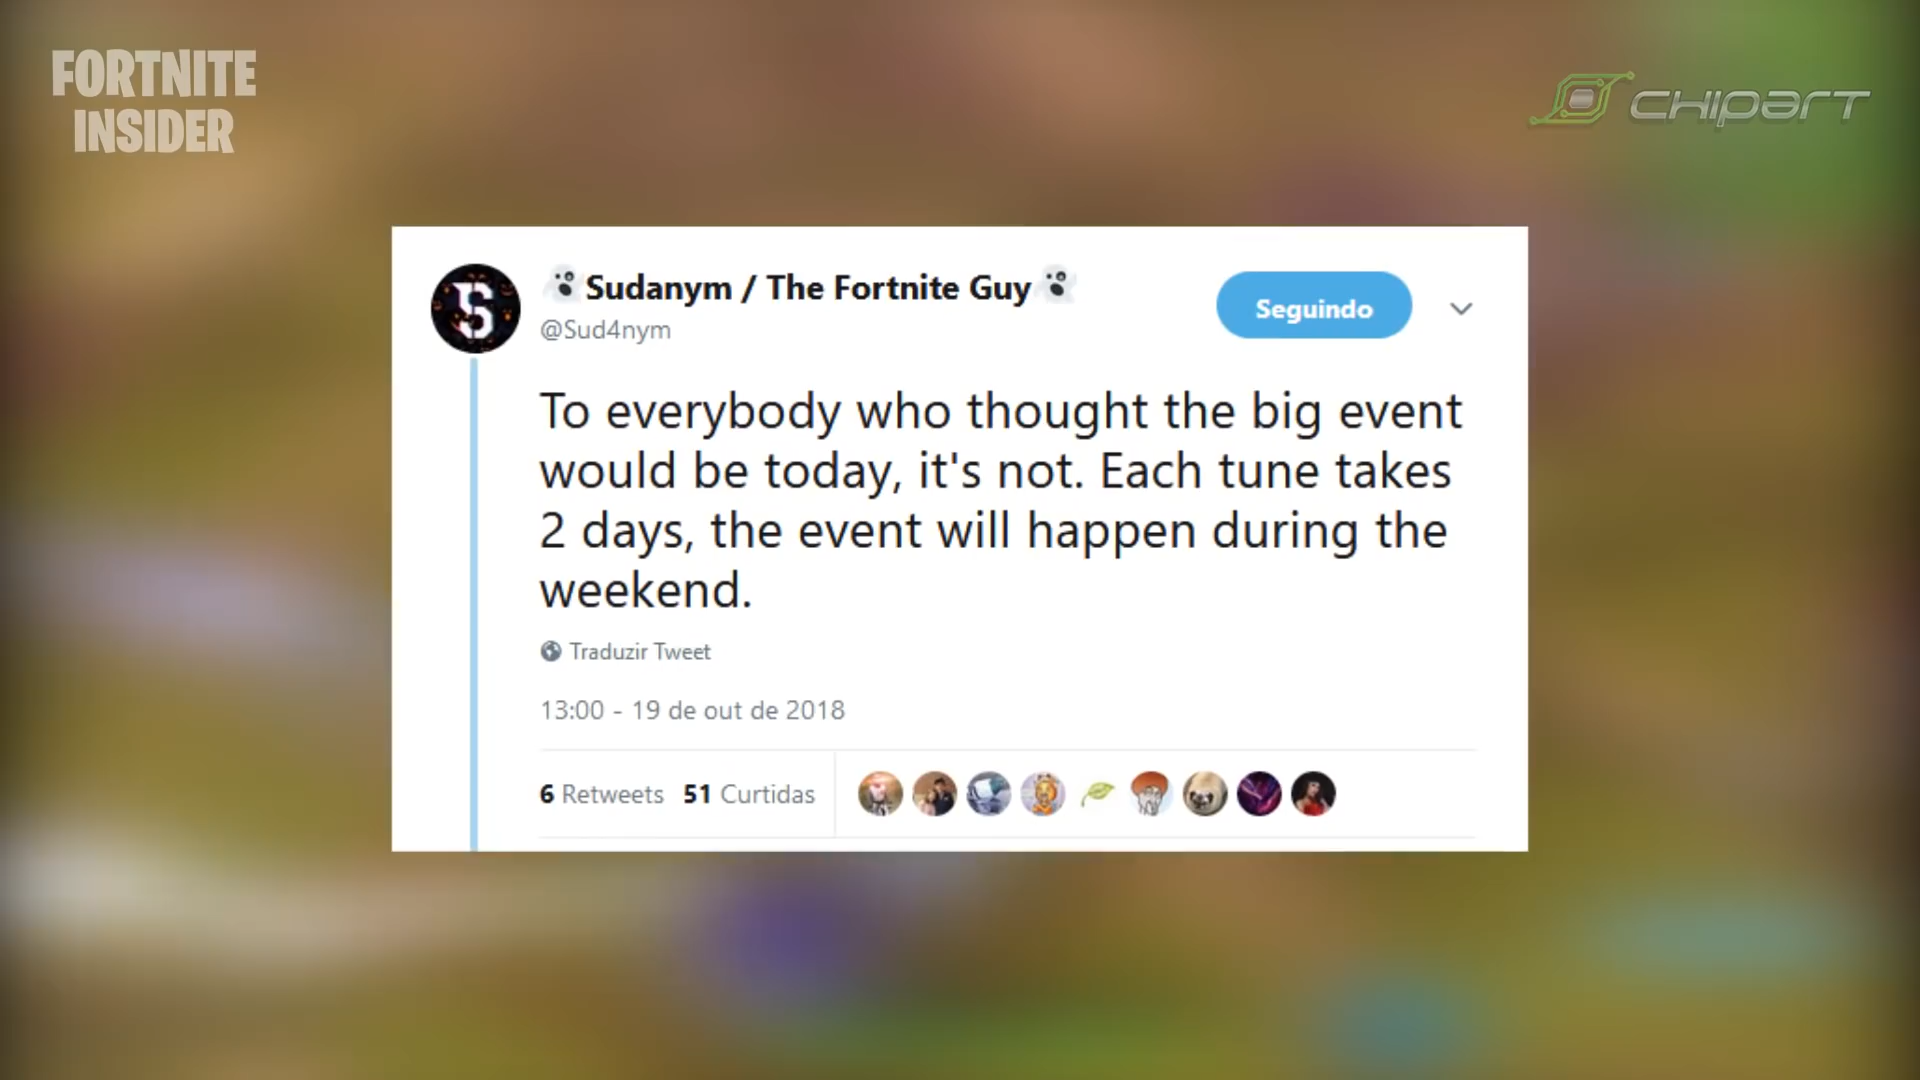 FORTNITE
INSIDER
CHIPART
Sudanym / The Fortnite Guy
@Sud4nym
Seguindo
To everybody who thought the big event
would be today, it's not. Each tune takes
2 days, the event will happen during the
weekend.
Traduzir Tweet
13:00 - 19 de out de 2018
6 Retweets 51 Curtidas